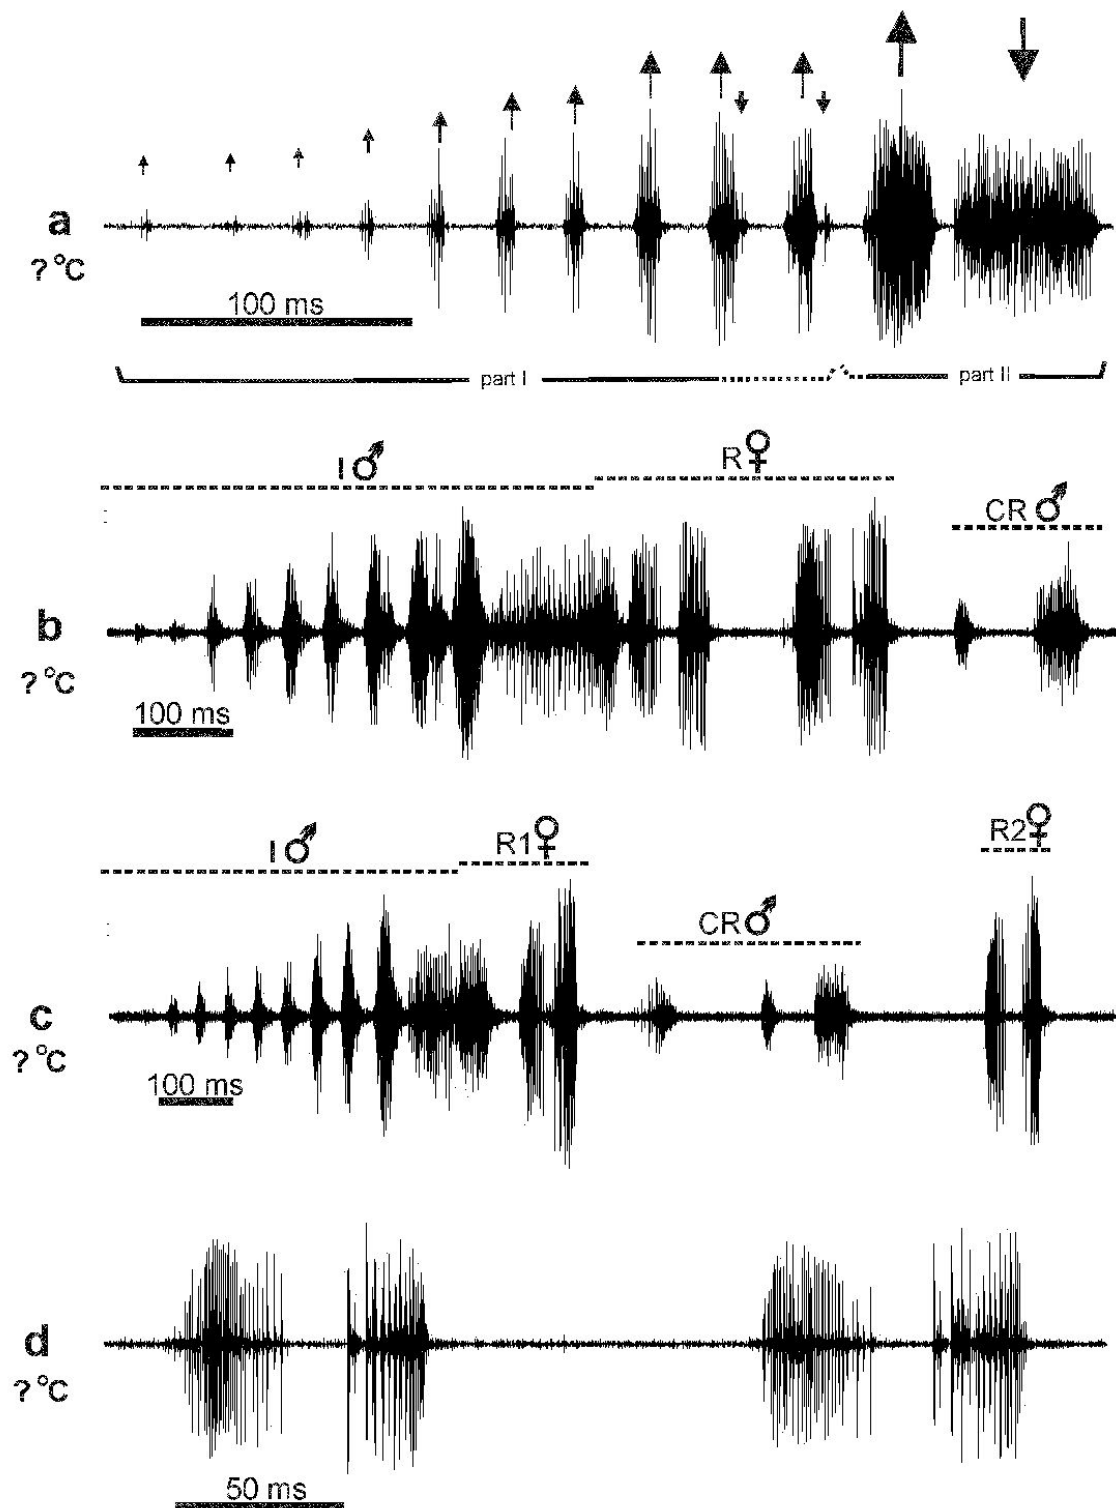 a
? °C
100 ms
part I
part II
I♂
R♀
CR♂
b
? °C
100 ms
I♂
R1♀
R2♀
CR♂
c
? °C
100 ms
d
? °C
50 ms